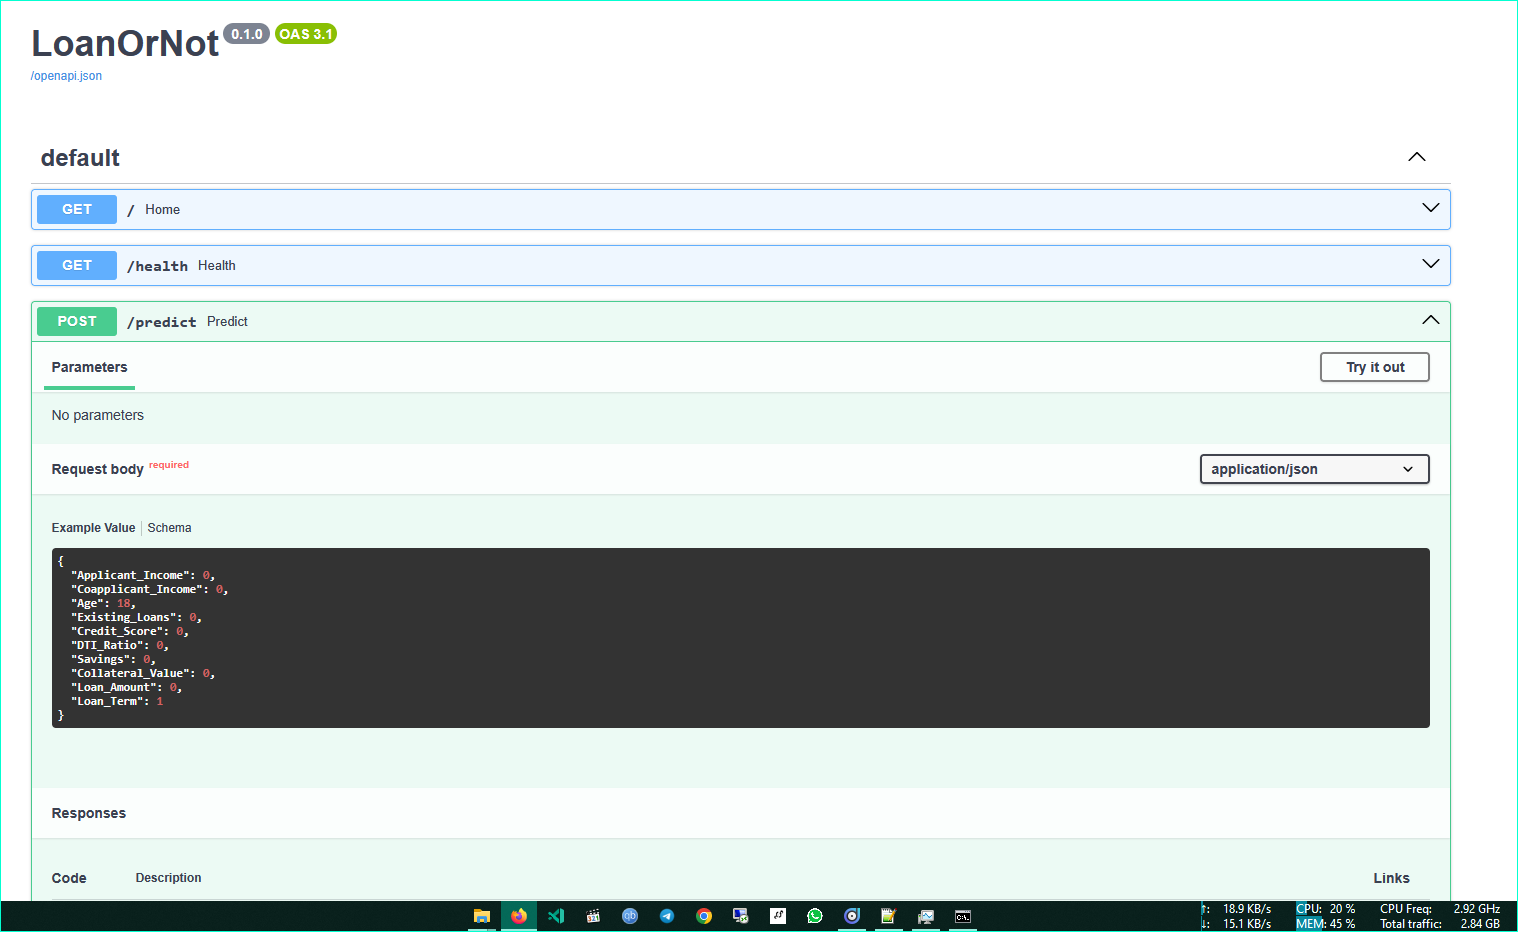 LoanOrNot 0.1.0 OAS 3.1
/openapi.json
default
GET / Home
GET /health Health
POST /predict Predict
Parameters
Try it out
No parameters
Request body required
application/json
Example Value Schema
{
"Applicant_Income": 0,
"Coapplicant_Income": 0,
"Age": 18,
"Existing_Loans": 0,
"Credit_Score": 0,
"DTI_Ratio": 0,
"Savings": 0,
"Collateral_Value": 0,
"Loan_Amount": 0,
"Loan_Term": 1
}
Responses
Code Description Links
qb
↑: 18.9 KB/s CPU: 20 % CPU Freq: 2.92 GHz
↓: 15.1 KB/s MEM: 45 % Total traffic: 2.84 GB